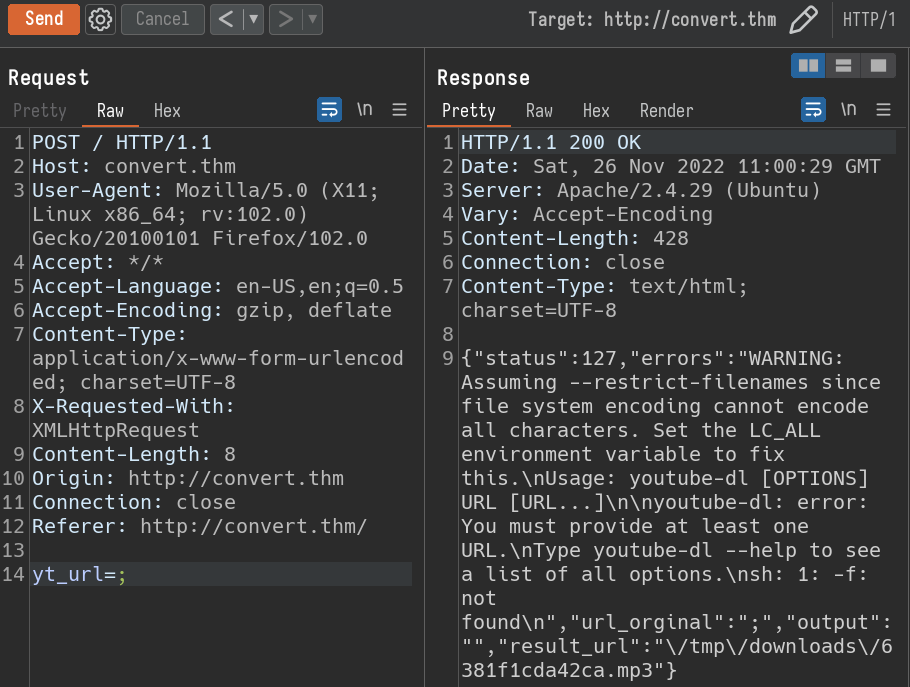 Send Cancel < > Target: http://convert.thm HTTP/1
Request
Pretty Raw Hex \n
1 POST / HTTP/1.1
2 Host: convert.thm
3 User-Agent: Mozilla/5.0 (X11;
Linux x86_64; rv:102.0)
Gecko/20100101 Firefox/102.0
4 Accept: */*
5 Accept-Language: en-US,en;q=0.5
6 Accept-Encoding: gzip, deflate
7 Content-Type:
application/x-www-form-urlencod
ed; charset=UTF-8
8 X-Requested-With:
XMLHttpRequest
9 Content-Length: 8
10 Origin: http://convert.thm
11 Connection: close
12 Referer: http://convert.thm/
13
14 yt_url=;
Response
Pretty Raw Hex Render \n
1 HTTP/1.1 200 OK
2 Date: Sat, 26 Nov 2022 11:00:29 GMT
3 Server: Apache/2.4.29 (Ubuntu)
4 Vary: Accept-Encoding
5 Content-Length: 428
6 Connection: close
7 Content-Type: text/html;
charset=UTF-8
8
9 {"status":127,"errors":"WARNING:
Assuming --restrict-filenames since
file system encoding cannot encode
all characters. Set the LC_ALL
environment variable to fix
this.\nUsage: youtube-dl [OPTIONS]
URL [URL...]\n\nyoutube-dl: error:
You must provide at least one
URL.\nType youtube-dl --help to see
a list of all options.\nsh: 1: -f:
not
found\n","url_orginal":";","output":
"","result_url":"\/tmp\/downloads\/6
381f1cda42ca.mp3"}